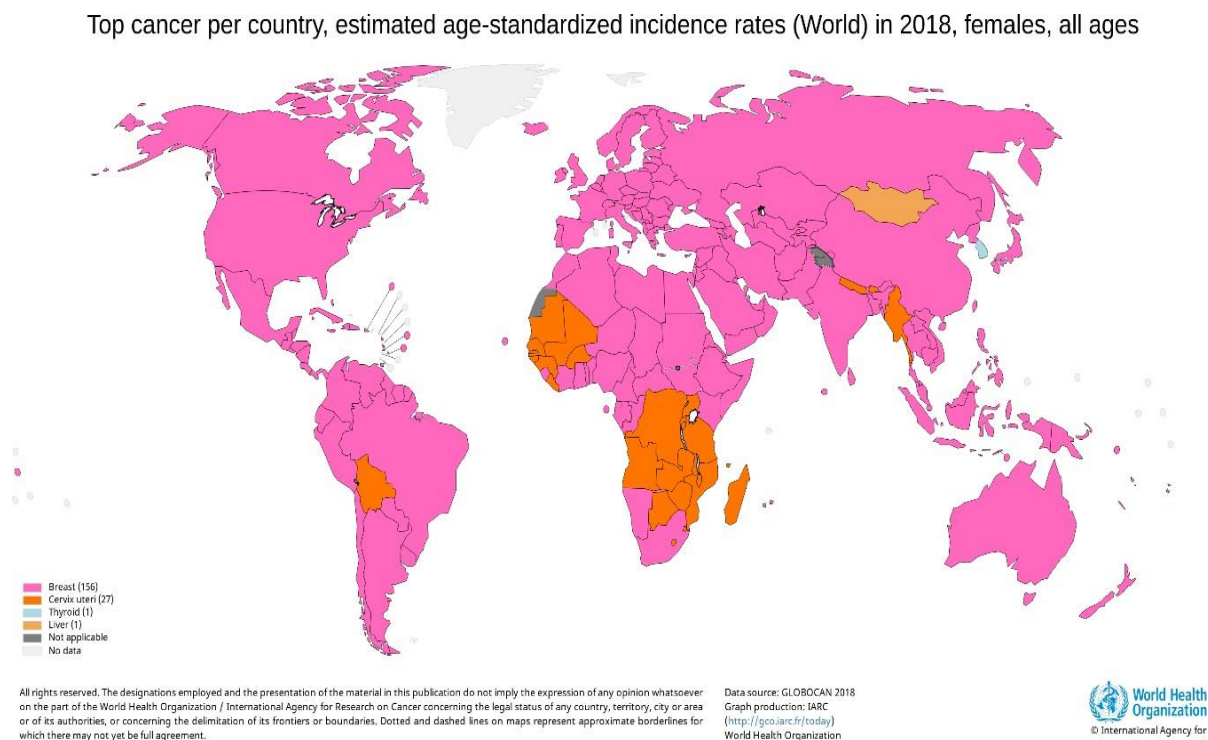 Top cancer per country, estimated age-standardized incidence rates (World) in 2018, females, all ages
Breast (156)
Cervix uteri (27)
Thyroid (1)
Liver (1)
Not applicable
No data
All rights reserved. The designations employed and the presentation of the material in this publication do not imply the expression of any opinion whatsoever
on the part of the World Health Organization / International Agency for Research on Cancer concerning the legal status of any country, territory, city or area
or of its authorities, or concerning the delimitation of its frontiers or boundaries. Dotted and dashed lines on maps represent approximate borderlines for
which there may not yet be full agreement.
Data source: GLOBOCAN 2018
Graph production: IARC
(http://gco.iarc.fr/today)
World Health Organization
World Health
Organization
© International Agency for